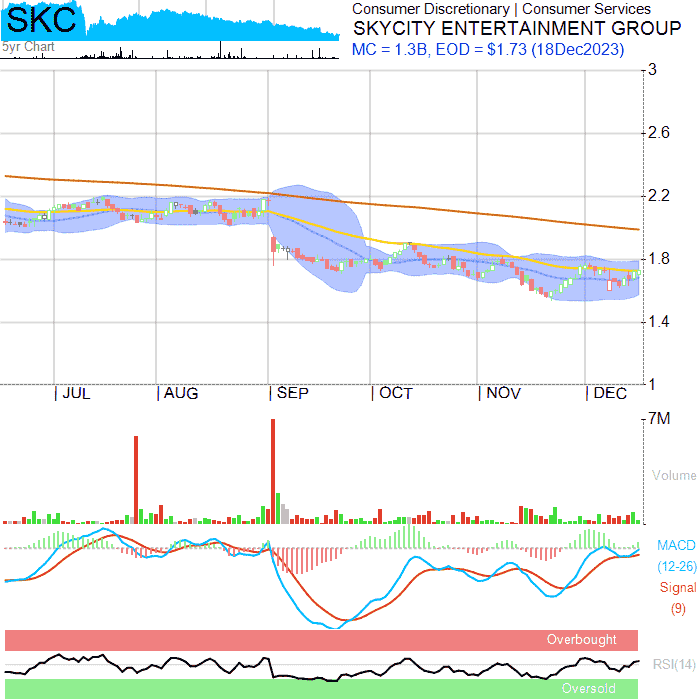 SKC
5yr Chart
Consumer Discretionary | Consumer Services
SKYCITY ENTERTAINMENT GROUP
MC = 1.3B, EOD = $1.73 (18Dec2023)
3
2.6
2.2
1.8
1.4
1
JUL
AUG
SEP
OCT
NOV
DEC
7M
Volume
MACD
(12-26)
Signal
(9)
Overbought
RSI(14)
Oversold